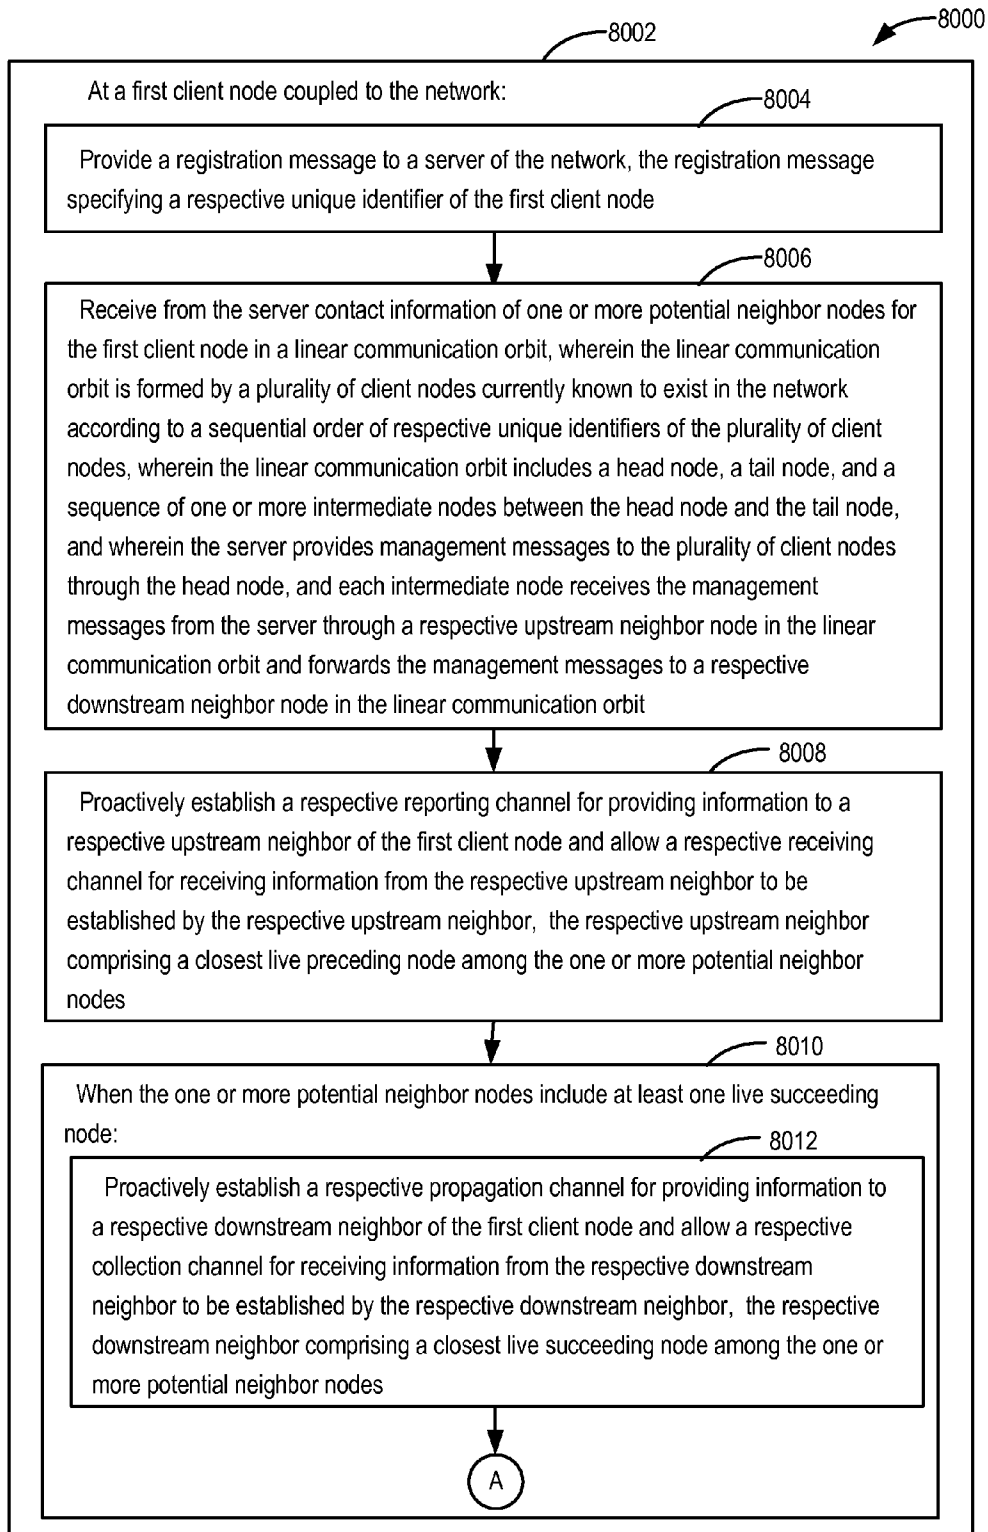 8000
8002
At a first client node coupled to the network:
8004
Provide a registration message to a server of the network, the registration message
specifying a respective unique identifier of the first client node
8006
Receive from the server contact information of one or more potential neighbor nodes for
the first client node in a linear communication orbit, wherein the linear communication
orbit is formed by a plurality of client nodes currently known to exist in the network
according to a sequential order of respective unique identifiers of the plurality of client
nodes, wherein the linear communication orbit includes a head node, a tail node, and a
sequence of one or more intermediate nodes between the head node and the tail node,
and wherein the server provides management messages to the plurality of client nodes
through the head node, and each intermediate node receives the management
messages from the server through a respective upstream neighbor node in the linear
communication orbit and forwards the management messages to a respective
downstream neighbor node in the linear communication orbit
8008
Proactively establish a respective reporting channel for providing information to a
respective upstream neighbor of the first client node and allow a respective receiving
channel for receiving information from the respective upstream neighbor to be
established by the respective upstream neighbor, the respective upstream neighbor
comprising a closest live preceding node among the one or more potential neighbor
nodes
8010
When the one or more potential neighbor nodes include at least one live succeeding
node:
8012
Proactively establish a respective propagation channel for providing information to
a respective downstream neighbor of the first client node and allow a respective
collection channel for receiving information from the respective downstream
neighbor to be established by the respective downstream neighbor, the respective
downstream neighbor comprising a closest live succeeding node among the one or
more potential neighbor nodes
A